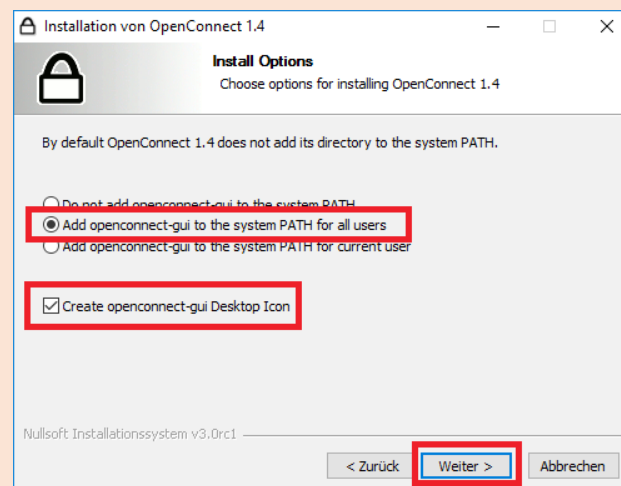 Installation von OpenConnect 1.4
Install Options
Choose options for installing OpenConnect 1.4
By default OpenConnect 1.4 does not add its directory to the system PATH.
Do not add openconnect-gui to the system PATH
Add openconnect-gui to the system PATH for all users
Add openconnect-gui to the system PATH for current user
Create openconnect-gui Desktop Icon
Nullsoft Installationssystem v3.0rc1
< Zurück Weiter > Abbrechen